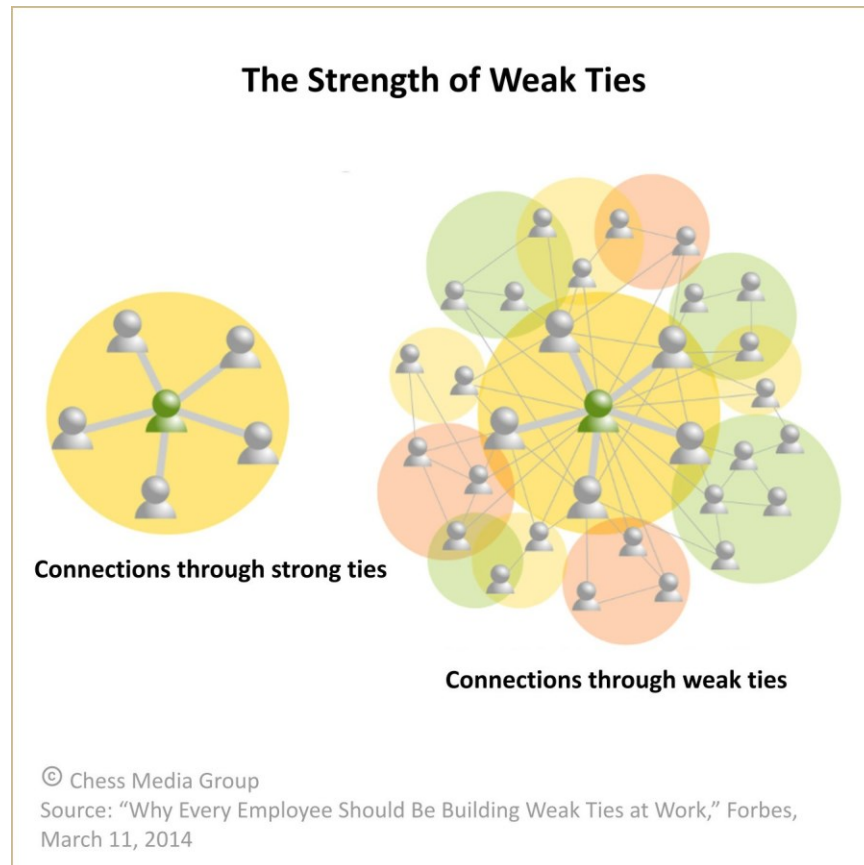 The Strength of Weak Ties
Connections through strong ties
Connections through weak ties
© Chess Media Group
Source: “Why Every Employee Should Be Building Weak Ties at Work,” Forbes,
March 11, 2014